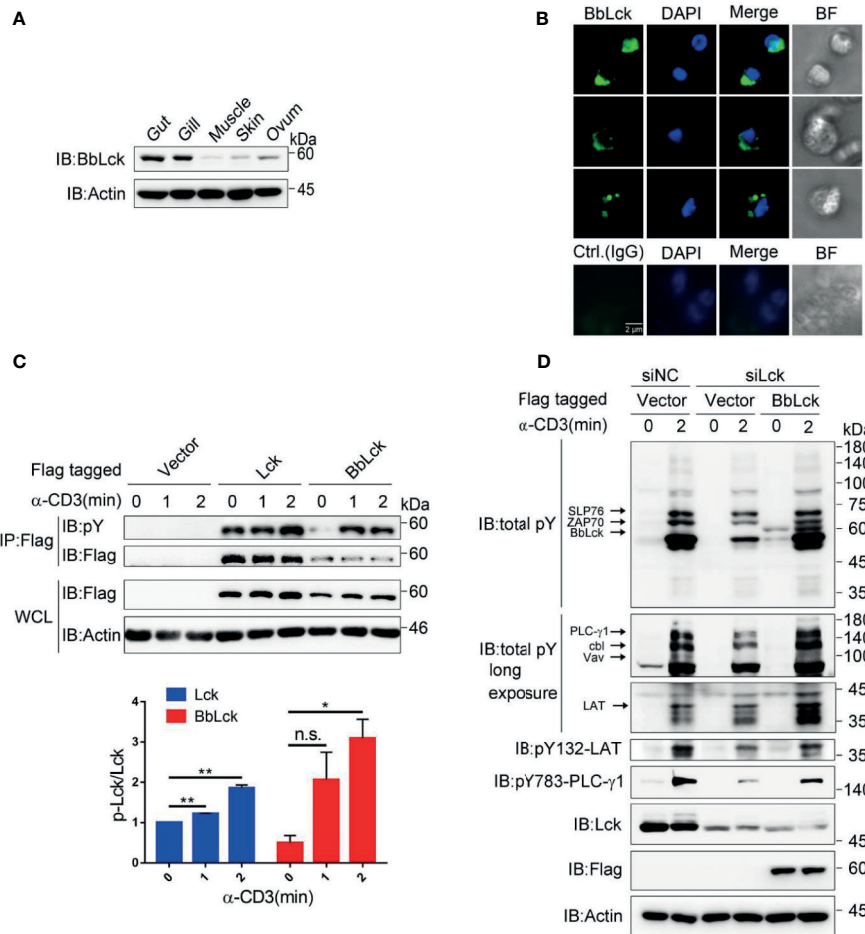 A
Gut Gill Muscle Skin Ovum kDa
IB:BbLck 60
IB:Actin 45
B
BbLck DAPI Merge BF
Ctrl.(IgG) DAPI Merge BF
2 μm
C
Flag tagged Vector Lck BbLck
α-CD3(min) 0 1 2 0 1 2 0 1 2 kDa
IP:Flag
IB:pY 60
IB:Flag 60
WCL
IB:Flag 60
IB:Actin 46
Lck
BbLck
p-Lck/Lck
4
3
2
1
0
** ** n.s. *
0 1 2 0 1 2
α-CD3(min)
D
siNC siLck
Flag tagged Vector Vector BbLck
α-CD3(min) 0 2 0 2 0 2 kDa
IB:total pY
SLP76
ZAP70
BbLck
180
140
100
75
60
45
35
IB:total pY
long
exposure
PLC-γ1
cbl
Vav
LAT
180
140
100
45
35
IB:pY132-LAT 35
IB:pY783-PLC-γ1 140
IB:Lck 45
IB:Flag 60
IB:Actin 45